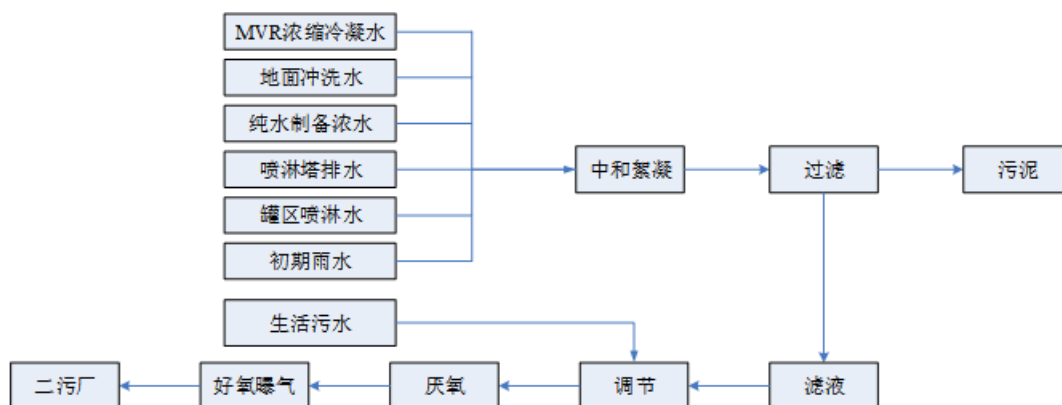 MVR浓缩冷凝水
地面冲洗水
纯水制备浓水
喷淋塔排水
罐区喷淋水
初期雨水
中和絮凝
过滤
污泥
生活污水
二污厂
好氧曝气
厌氧
调节
滤液